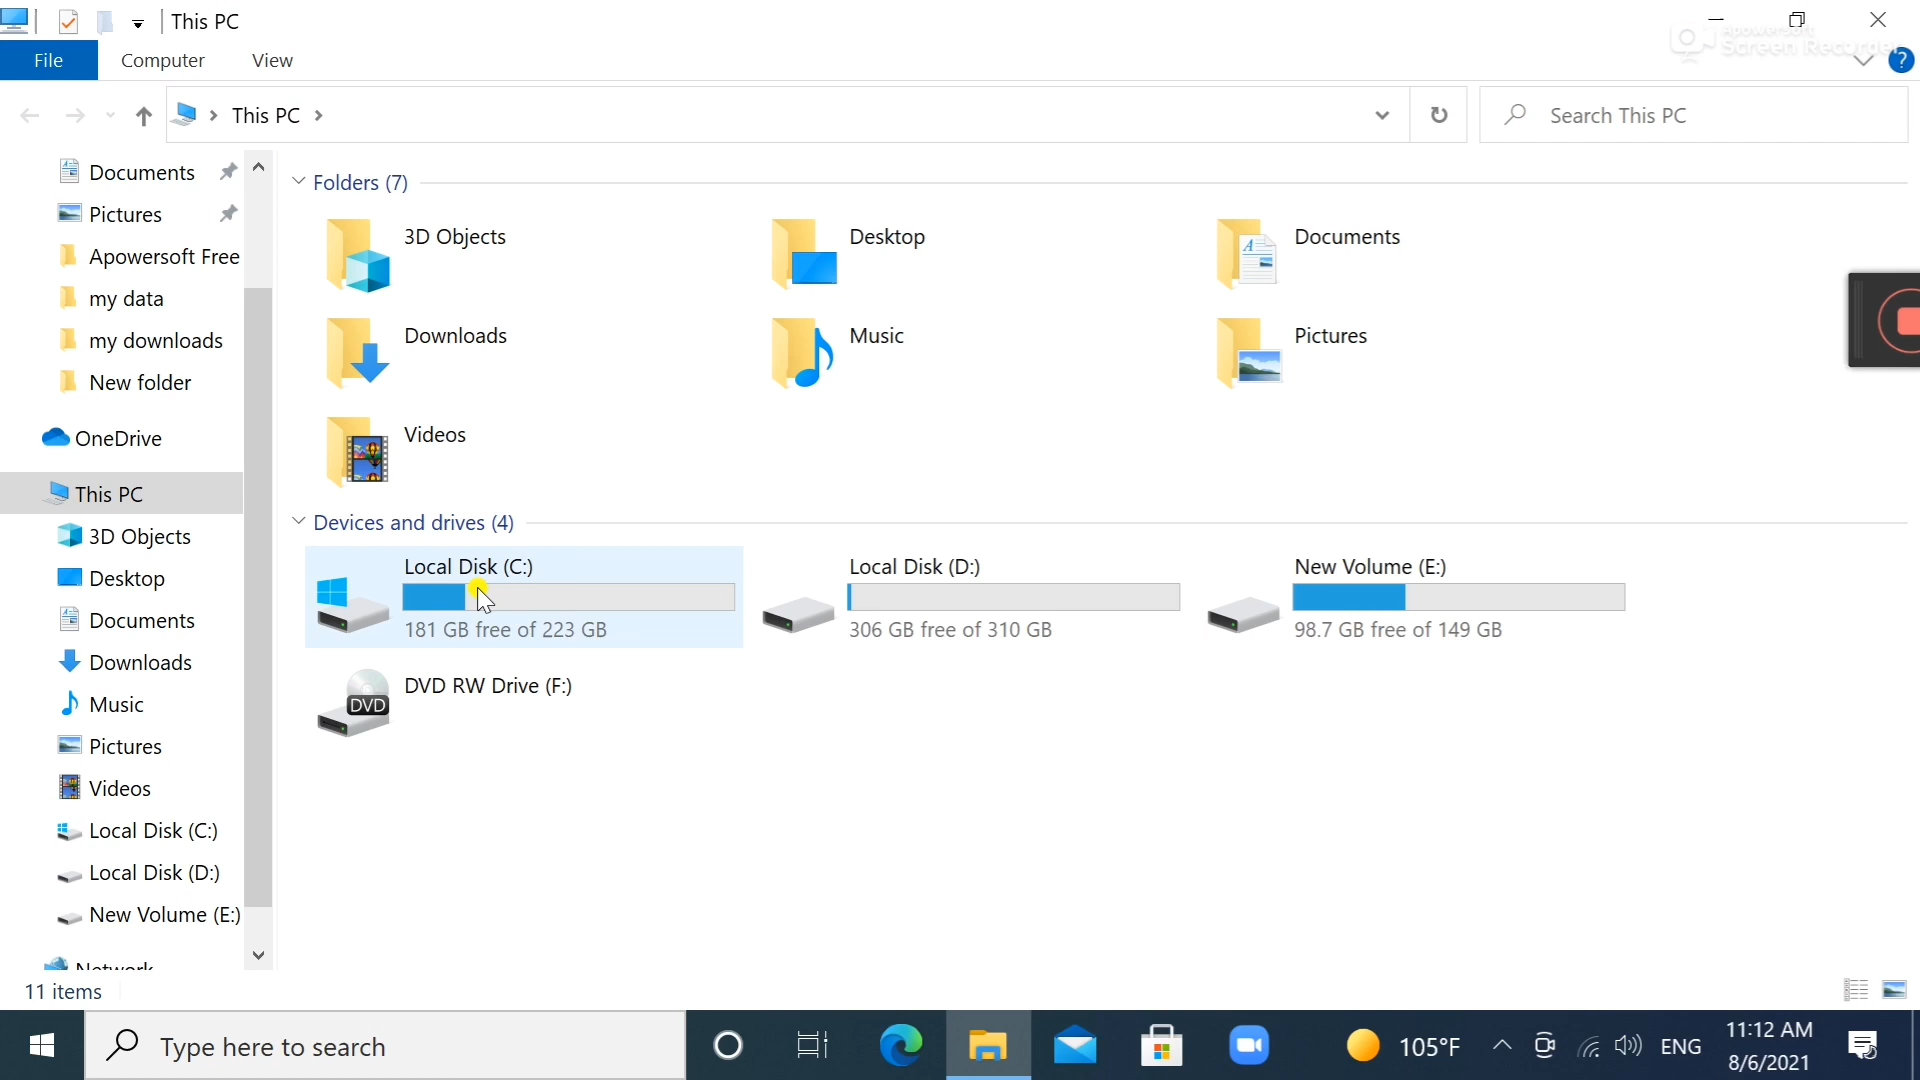 This PC
Apowersoft
Screen Recorder
File Computer View
?
This PC
Search This PC
Documents
Pictures
Apowersoft Free
my data
my downloads
New folder
OneDrive
This PC
3D Objects
Desktop
Documents
Downloads
Music
Pictures
Videos
Local Disk (C:)
Local Disk (D:)
New Volume (E:)
Network
Folders (7)
3D Objects
Desktop
Documents
Downloads
Music
Pictures
Videos
Devices and drives (4)
Local Disk (C:)
181 GB free of 223 GB
Local Disk (D:)
306 GB free of 310 GB
New Volume (E:)
98.7 GB free of 149 GB
DVD
DVD RW Drive (F:)
11 items
Type here to search
105°F
ENG
11:12 AM
8/6/2021